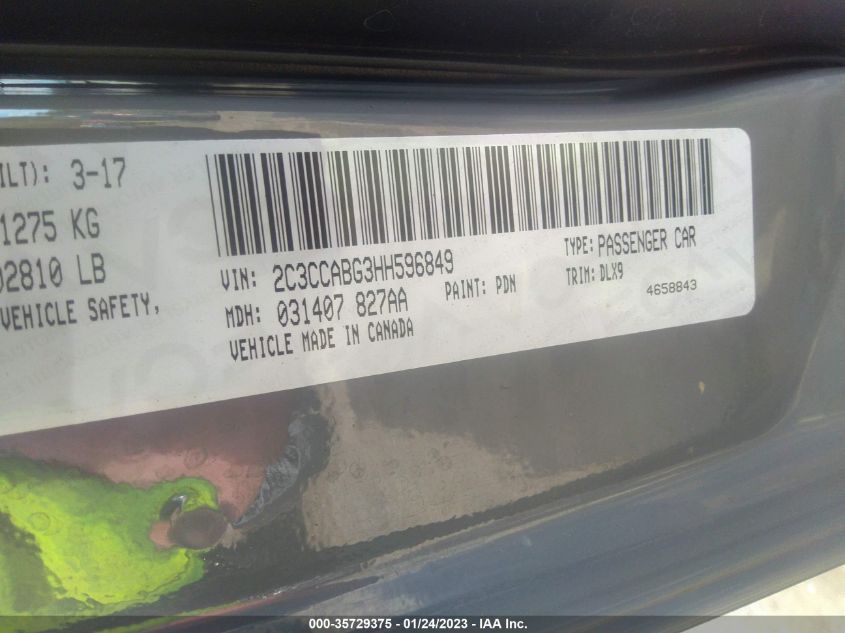 ILT): 3-17
1275 KG
02810 LB
VEHICLE SAFETY,
VIN: 2C3CCABG3HH596849
TYPE: PASSENGER CAR
MDH: 031407 827AA
PAINT: PDN
TRIM: DLX9
VEHICLE MADE IN CANADA
4658843
000-35729375 - 01/24/2023 - IAA Inc.